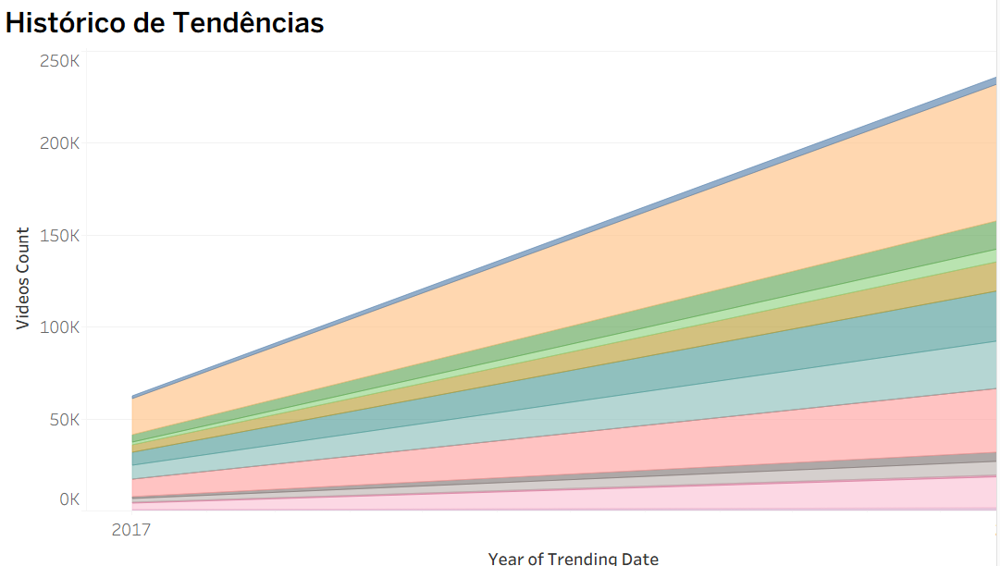 Histórico de Tendências
250K
200K
150K
100K
50K
0K
Videos Count
2017
Year of Trending Date